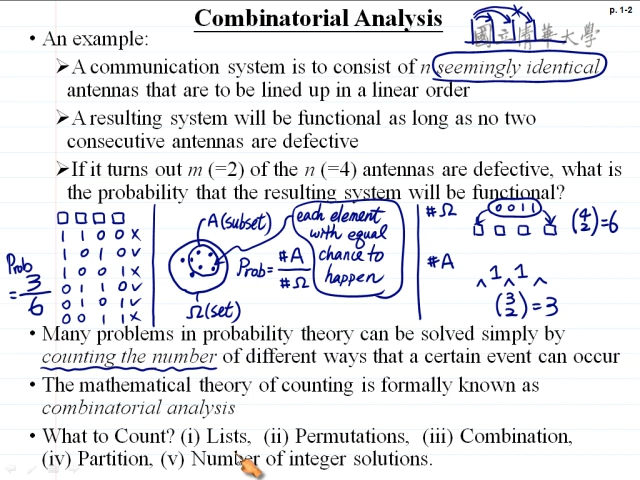 p. 1-2
Combinatorial Analysis
國立清華大學
• An example:
➢A communication system is to consist of n seemingly identical
antennas that are to be lined up in a linear order
➢A resulting system will be functional as long as no two
consecutive antennas are defective
➢If it turns out m (=2) of the n (=4) antennas are defective, what is
the probability that the resulting system will be functional?
□ □ □ □
1 1 0 0 x
1 0 1 0 v
1 0 0 1 x
0 1 1 0 v
0 1 0 1 v
0 0 1 1 x
Prob
= 3/6
A (subset)
Ω (set)
Prob = #A / #Ω
each element
with equal
chance to
happen
#Ω
0 0 1 1
□ □ □ □
(4 2) = 6
#A
^ 1 ^ 1 ^
(3 2) = 3
• Many problems in probability theory can be solved simply by
counting the number of different ways that a certain event can occur
• The mathematical theory of counting is formally known as
combinatorial analysis
• What to Count? (i) Lists, (ii) Permutations, (iii) Combination,
(iv) Partition, (v) Number of integer solutions.